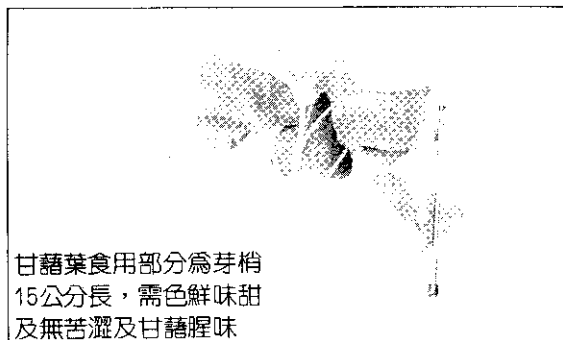 甘藷葉食用部分為芽梢
15公分長，需色鮮味甜
及無苦澀及甘藷腥味